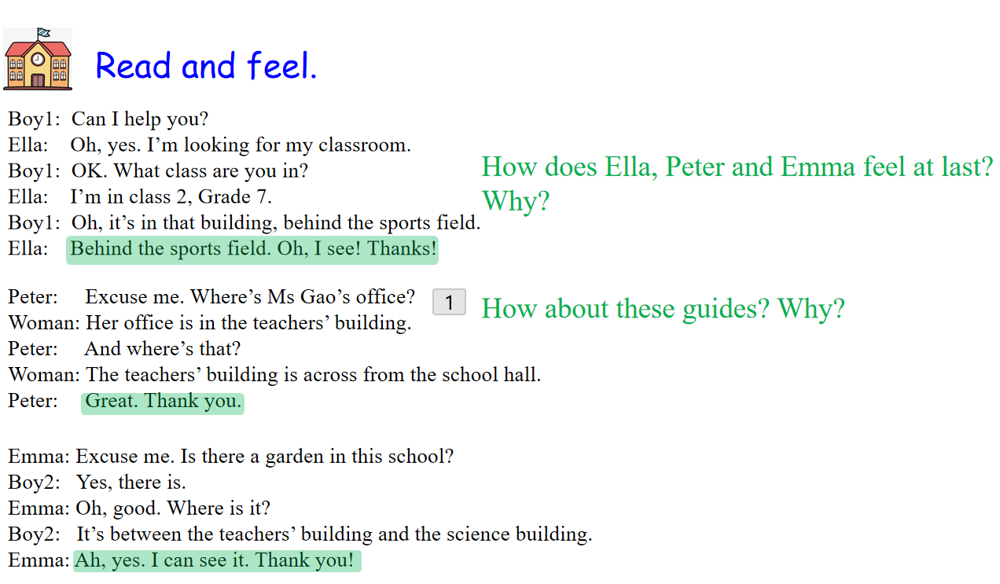 Read and feel.
Boy1: Can I help you?
Ella: Oh, yes. I’m looking for my classroom.
Boy1: OK. What class are you in?
Ella: I’m in class 2, Grade 7.
Boy1: Oh, it’s in that building, behind the sports field.
Ella: Behind the sports field. Oh, I see! Thanks!
How does Ella, Peter and Emma feel at last?
Why?
Peter: Excuse me. Where’s Ms Gao’s office?
Woman: Her office is in the teachers’ building.
Peter: And where’s that?
Woman: The teachers’ building is across from the school hall.
Peter: Great. Thank you.
1
How about these guides? Why?
Emma: Excuse me. Is there a garden in this school?
Boy2: Yes, there is.
Emma: Oh, good. Where is it?
Boy2: It’s between the teachers’ building and the science building.
Emma: Ah, yes. I can see it. Thank you!